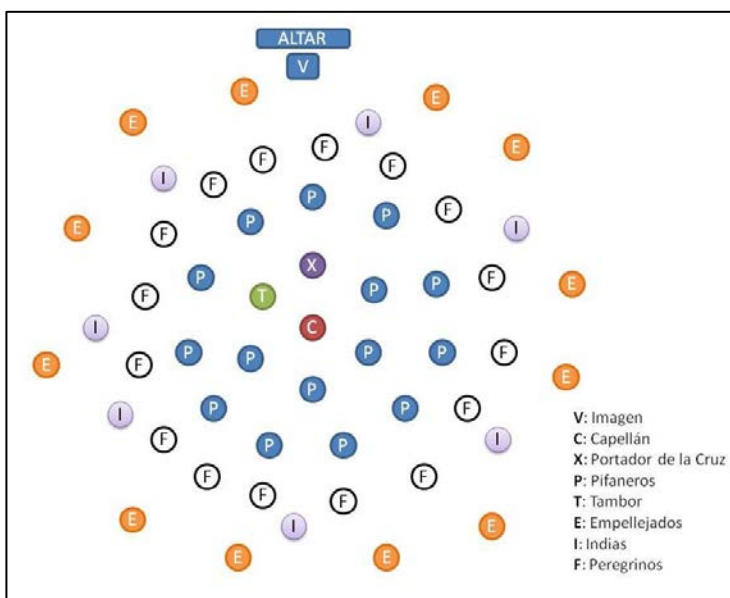 ALTAR
V
E E
E I
F E
F F
I F
P
P P F
E F I
X
P P P F E
F T
I C
P P P P F
E F E
P
I P P F
F P P I
F F
F F
E I E
E E
V: Imagen
C: Capellán
X: Portador de la Cruz
P: Pifaneros
T: Tambor
E: Empellejados
I: Indias
F: Peregrinos